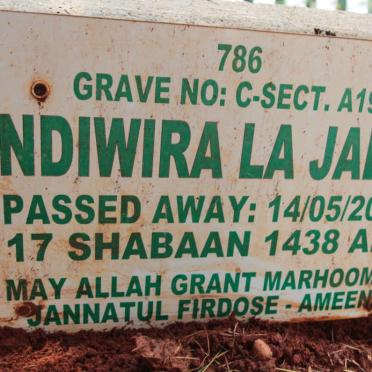 786
GRAVE NO: C-SECT. A19
NDIWIRA LA JA
PASSED AWAY: 14/05/20
17 SHABAAN 1438 A
MAY ALLAH GRANT MARHOOM
JANNATUL FIRDOSE - AMEEN